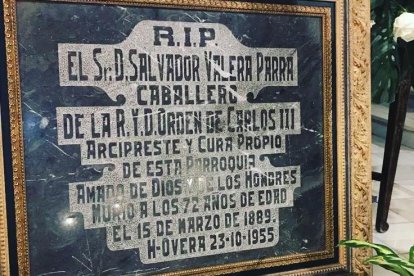 R.I.P.
EL SR. D. SALVADOR VALERA PARRA
CABALLERO
DE LA R. Y D. ORDEN DE CARLOS III
ARCIPRESTE Y CURA PROPIO
DE ESTA PARROQUIA
AMADO DE DIOS Y DE LOS HOMBRES
MURIÓ A LOS 72 AÑOS DE EDAD
EL 15 DE MARZO DE 1889.
H-OVERA 23-10-1955